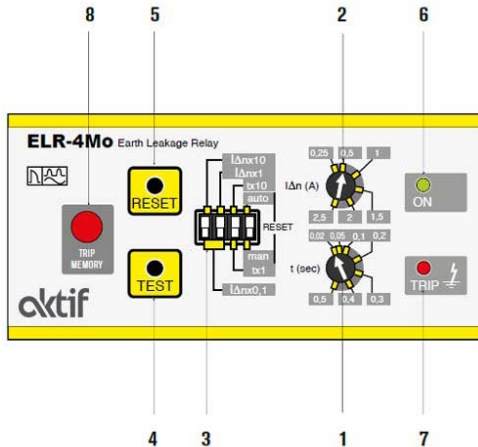 8 5 2 6
ELR-4Mo Earth Leakage Relay
RESET
TRIP
MEMORY
TEST
aktif
IΔnx10
IΔnx1
tx10
auto
RESET
man
tx1
IΔnx0,1
0,25 0,5 1
IΔn (A)
2,5 2 1,5
0,02 0,05 0,1 0,2
t (sec)
0,5 0,4 0,3
ON
TRIP
4 3 1 7